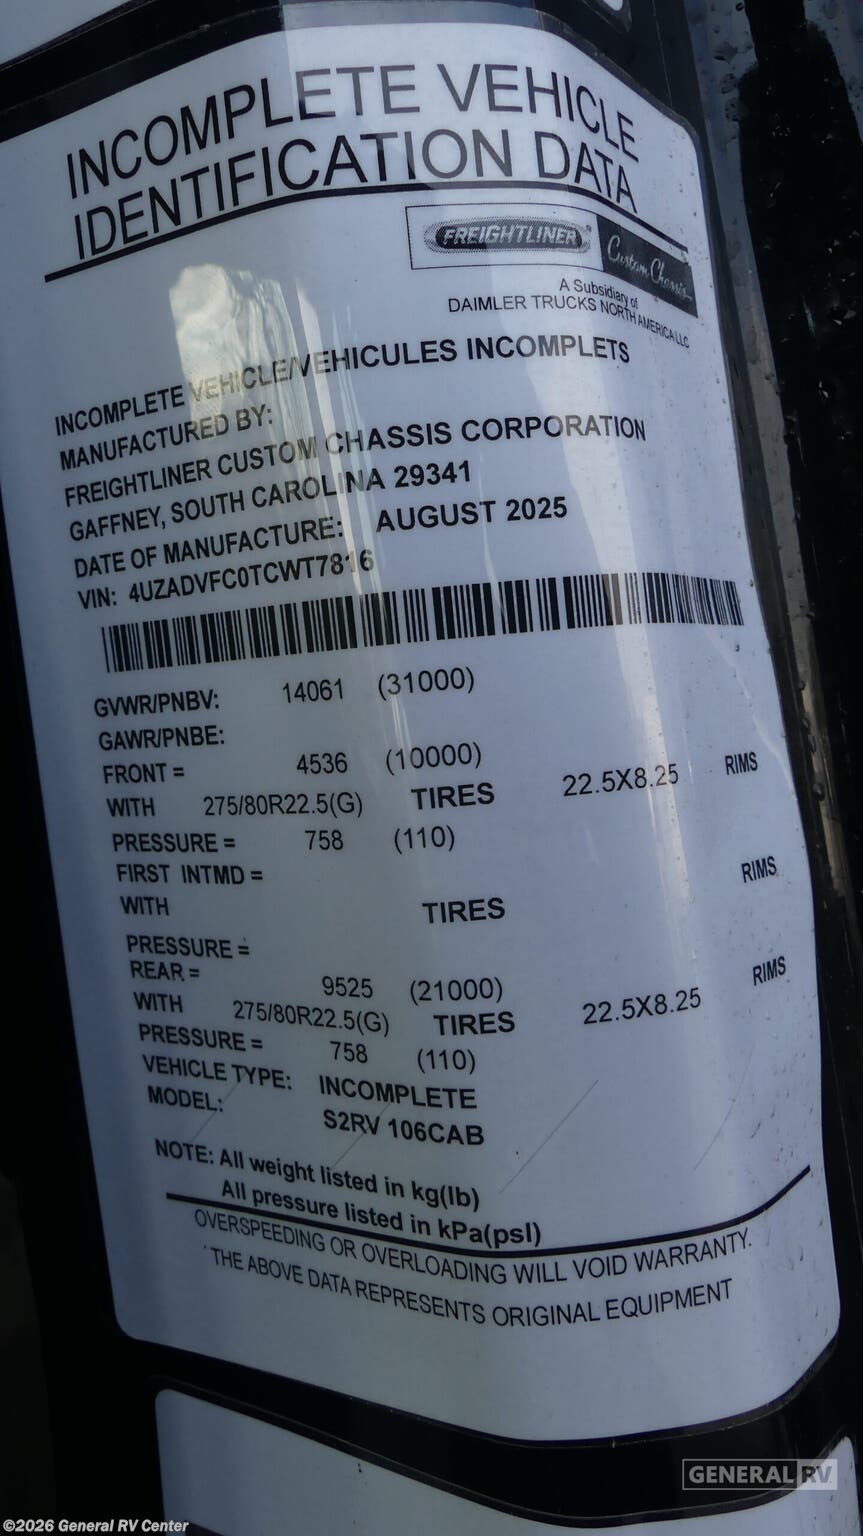 INCOMPLETE VEHICLE
IDENTIFICATION DATA
FREIGHTLINER Custom Chassis
A Subsidiary of
DAIMLER TRUCKS NORTH AMERICA LLC
INCOMPLETE VEHICLE/VEHICULES INCOMPLETS
MANUFACTURED BY:
FREIGHTLINER CUSTOM CHASSIS CORPORATION
GAFFNEY, SOUTH CAROLINA 29341
DATE OF MANUFACTURE: AUGUST 2025
VIN: 4UZADVFC0TCWT7816
GVWR/PNBV: 14061 (31000)
GAWR/PNBE:
FRONT = 4536 (10000)
WITH 275/80R22.5(G) TIRES 22.5X8.25 RIMS
PRESSURE = 758 (110)
FIRST INTMD =
WITH TIRES RIMS
PRESSURE =
REAR = 9525 (21000)
WITH 275/80R22.5(G) TIRES 22.5X8.25 RIMS
PRESSURE = 758 (110)
VEHICLE TYPE: INCOMPLETE
MODEL: S2RV 106CAB
NOTE: All weight listed in kg(lb)
All pressure listed in kPa(psl)
OVERSPEEDING OR OVERLOADING WILL VOID WARRANTY.
THE ABOVE DATA REPRESENTS ORIGINAL EQUIPMENT
GENERAL RV
©2026 General RV Center